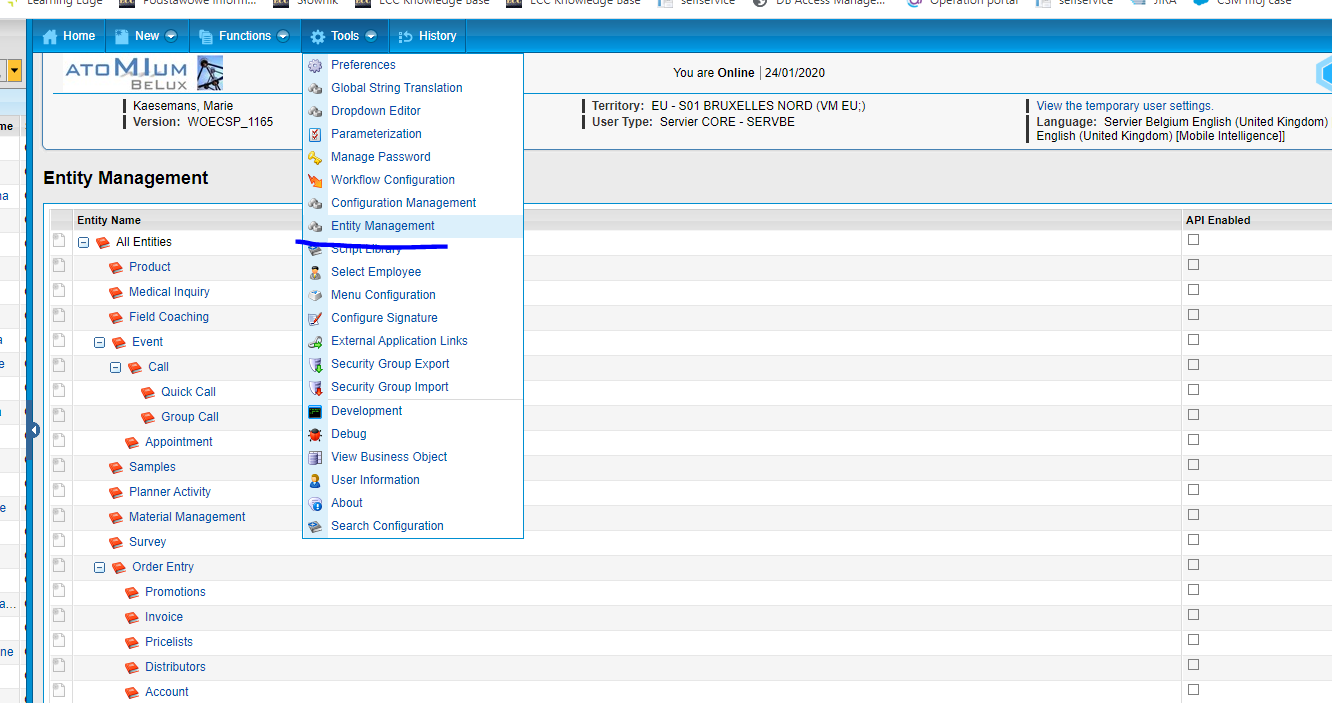 Learning Edge
Podstawowe inform...
Słownik
LCC Knowledge Base
LCC Knowledge Base
selfservice
DB Access Manage...
Operation portal
selfservice
JIRA
CSM moj case
Home
New
Functions
Tools
History
ATOMIUM
BELUX
You are Online
24/01/2020
Kaesemans, Marie
Version: WOECSP_1165
Territory: EU - S01 BRUXELLES NORD (VM EU;)
User Type: Servier CORE - SERVBE
View the temporary user settings.
Language: Servier Belgium English (United Kingdom)
English (United Kingdom) [Mobile Intelligence]]
Preferences
Global String Translation
Dropdown Editor
Parameterization
Manage Password
Workflow Configuration
Configuration Management
Entity Management
Script Library
Select Employee
Menu Configuration
Configure Signature
External Application Links
Security Group Export
Security Group Import
Development
Debug
View Business Object
User Information
About
Search Configuration
Entity Management
Entity Name
API Enabled
All Entities
Product
Medical Inquiry
Field Coaching
Event
Call
Quick Call
Group Call
Appointment
Samples
Planner Activity
Material Management
Survey
Order Entry
Promotions
Invoice
Pricelists
Distributors
Account